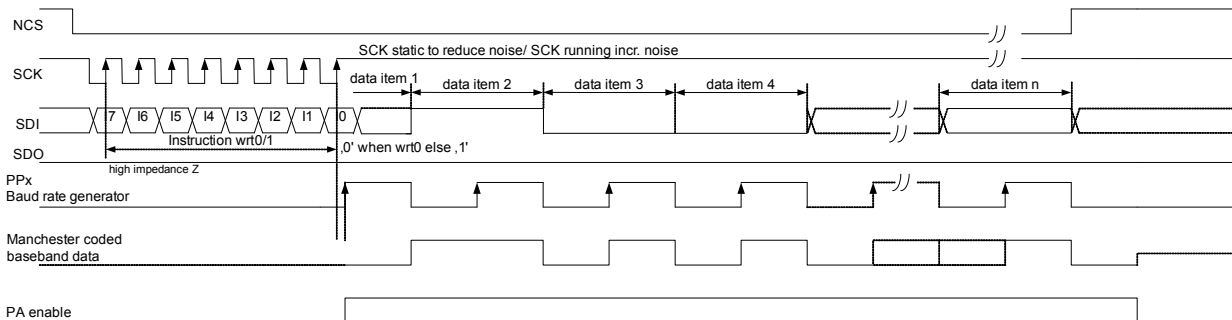 NCS
SCK static to reduce noise/ SCK running incr. noise
SCK
data item 1
data item 2
data item 3
data item 4
data item n
SDI
7 I6 I5 I4 I3 I2 I1 I0
Instruction wrt0/1
,0' when wrt0 else ,1'
SDO
high impedance Z
PPx
Baud rate generator
Manchester coded
baseband data
PA enable